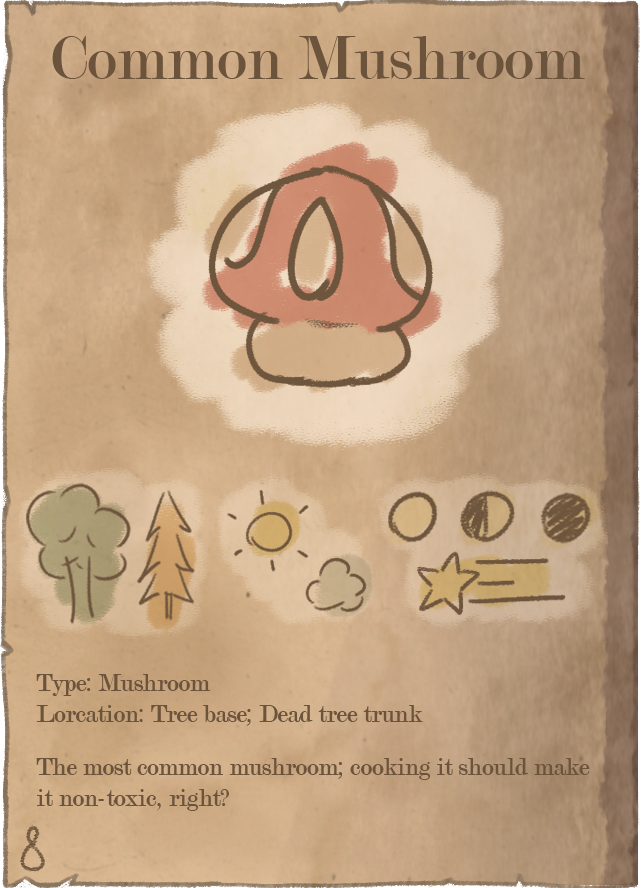 Common Mushroom
Type: Mushroom
Lorcation: Tree base; Dead tree trunk
The most common mushroom; cooking it should make
it non-toxic, right?
8